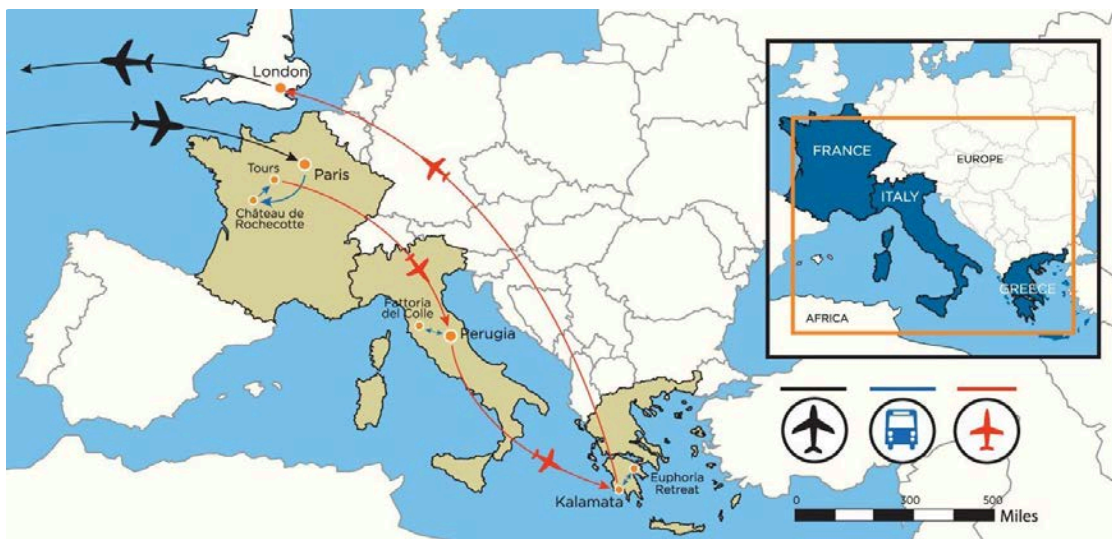 London
Paris
Tours
Château de
Rochecotte
Fattoria
del Colle
Perugia
Kalamata
Euphoria
Retreat
FRANCE
EUROPE
ITALY
GREECE
AFRICA
0 300 500
Miles